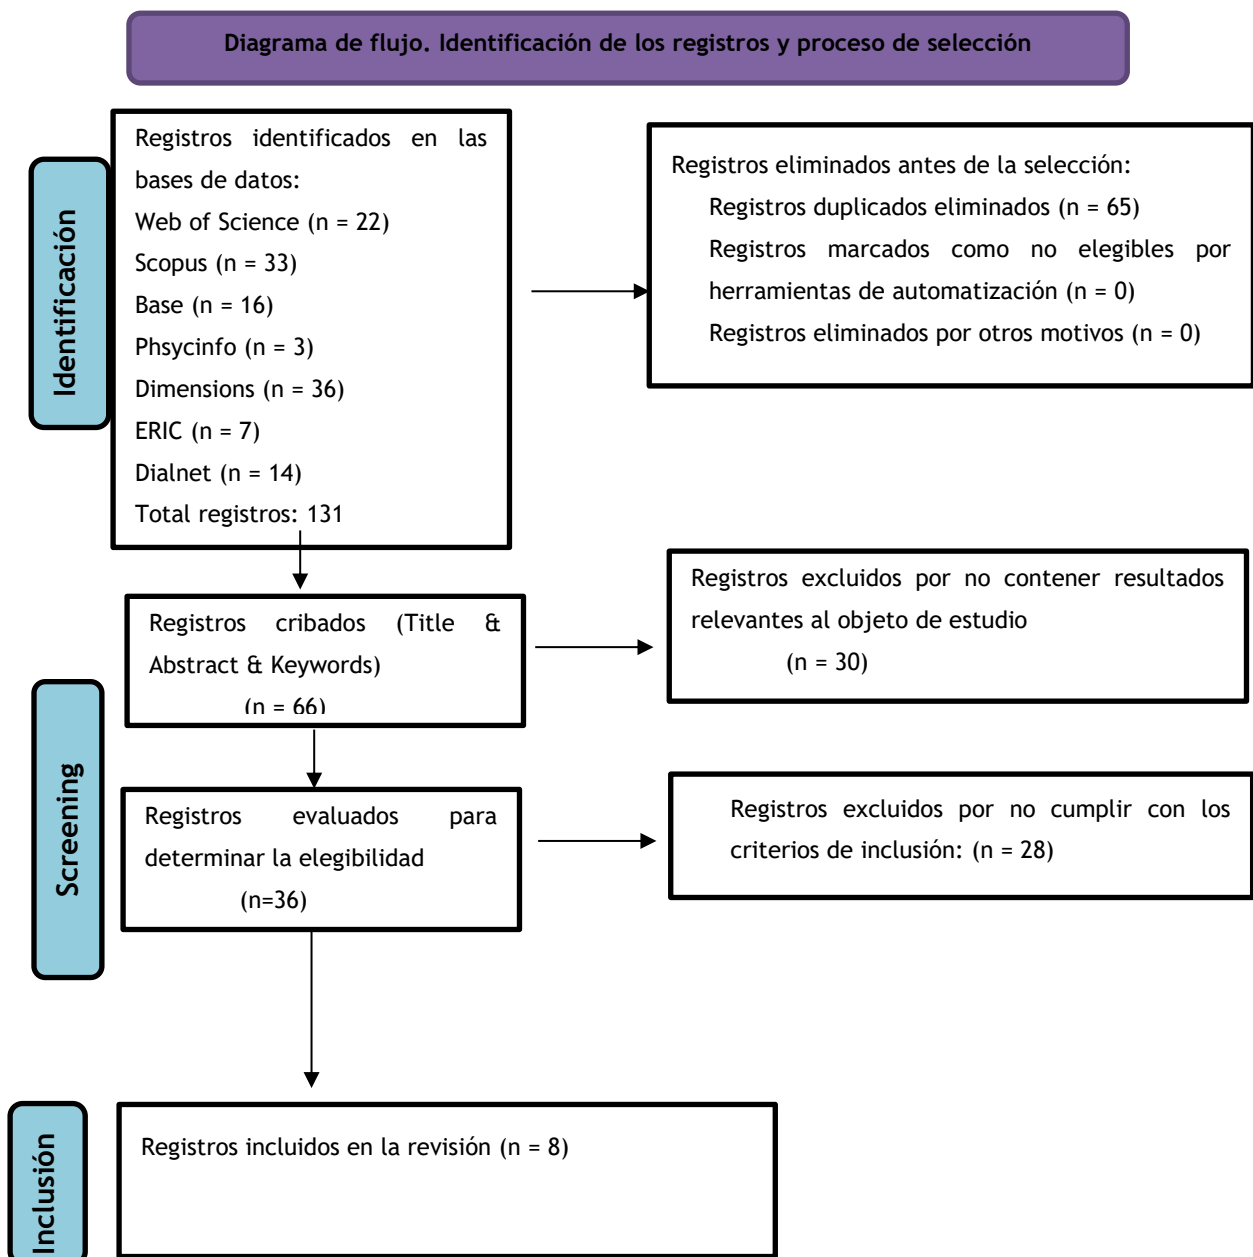 Diagrama de flujo. Identificación de los registros y proceso de selección
Identificación
Registros identificados en las
bases de datos:
Web of Science (n = 22)
Scopus (n = 33)
Base (n = 16)
Phsycinfo (n = 3)
Dimensions (n = 36)
ERIC (n = 7)
Dialnet (n = 14)
Total registros: 131
Registros eliminados antes de la selección:
Registros duplicados eliminados (n = 65)
Registros marcados como no elegibles por
herramientas de automatización (n = 0)
Registros eliminados por otros motivos (n = 0)
Screening
Registros cribados (Title &
Abstract & Keywords)
(n = 66)
Registros excluidos por no contener resultados
relevantes al objeto de estudio
(n = 30)
Registros evaluados para
determinar la elegibilidad
(n=36)
Registros excluidos por no cumplir con los
criterios de inclusión: (n = 28)
Inclusión
Registros incluidos en la revisión (n = 8)